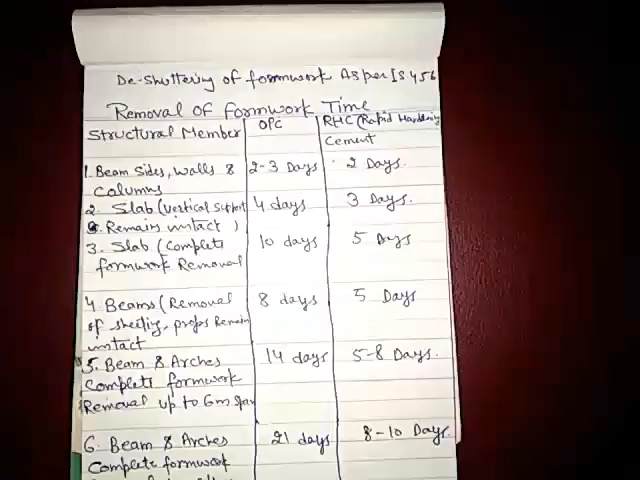 De-Shuttering of formwork As per IS 456
Removal of Formwork Time
Structural Member OPC RHC (Rapid Hardening
Cement
1. Beam sides, walls & 2-3 Days 2 Days.
Columns
2. Slab (Vertical Support 4 days 3 Days.
Remains intact)
3. Slab (Complete 10 days 5 Days
formwork Removal
4 Beams (Removal 8 days 5 Days
of sheeting, props Remain
intact
5. Beam & Arches 14 days 5-8 Days.
Complete formwork
Removal up to 6m span
6. Beam & Arches 21 days 8-10 Days.
Complete formwork